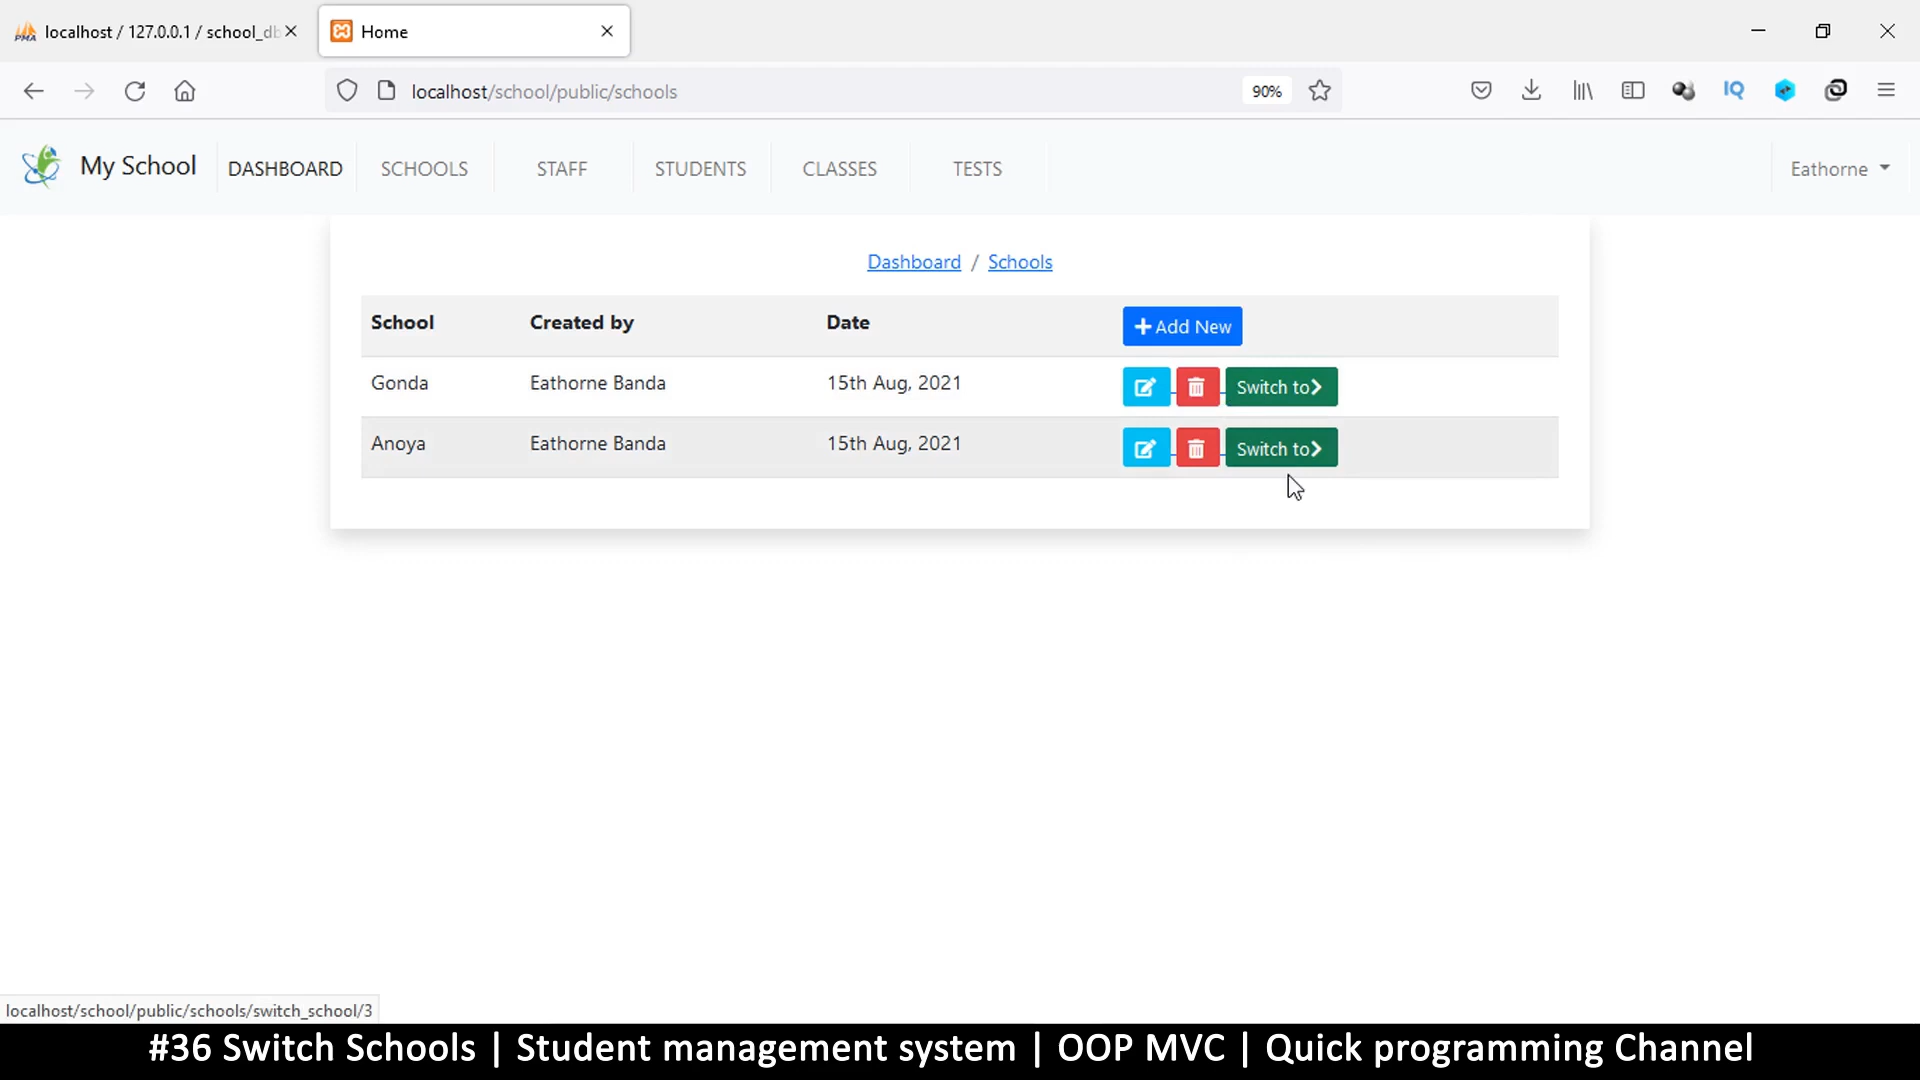 localhost / 127.0.0.1 / school_db
Home
localhost/school/public/schools
90%
IQ
My School
DASHBOARD
SCHOOLS
STAFF
STUDENTS
CLASSES
TESTS
Eathorne
Dashboard / Schools
School Created by Date Add New
Gonda Eathorne Banda 15th Aug, 2021 Switch to
Anoya Eathorne Banda 15th Aug, 2021 Switch to
localhost/school/public/schools/switch_school/3
#36 Switch Schools | Student management system | OOP MVC | Quick programming Channel